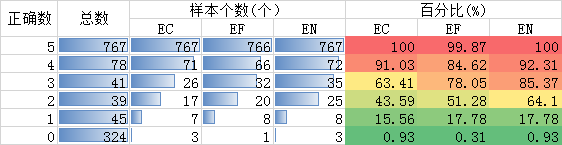 正确数 总数 样本个数(个) 百分比(%)
EC EF EN EC EF EN
5 767 767 766 767 100 99.87 100
4 78 71 66 72 91.03 84.62 92.31
3 41 26 32 35 63.41 78.05 85.37
2 39 17 20 25 43.59 51.28 64.1
1 45 7 8 8 15.56 17.78 17.78
0 324 3 1 3 0.93 0.31 0.93